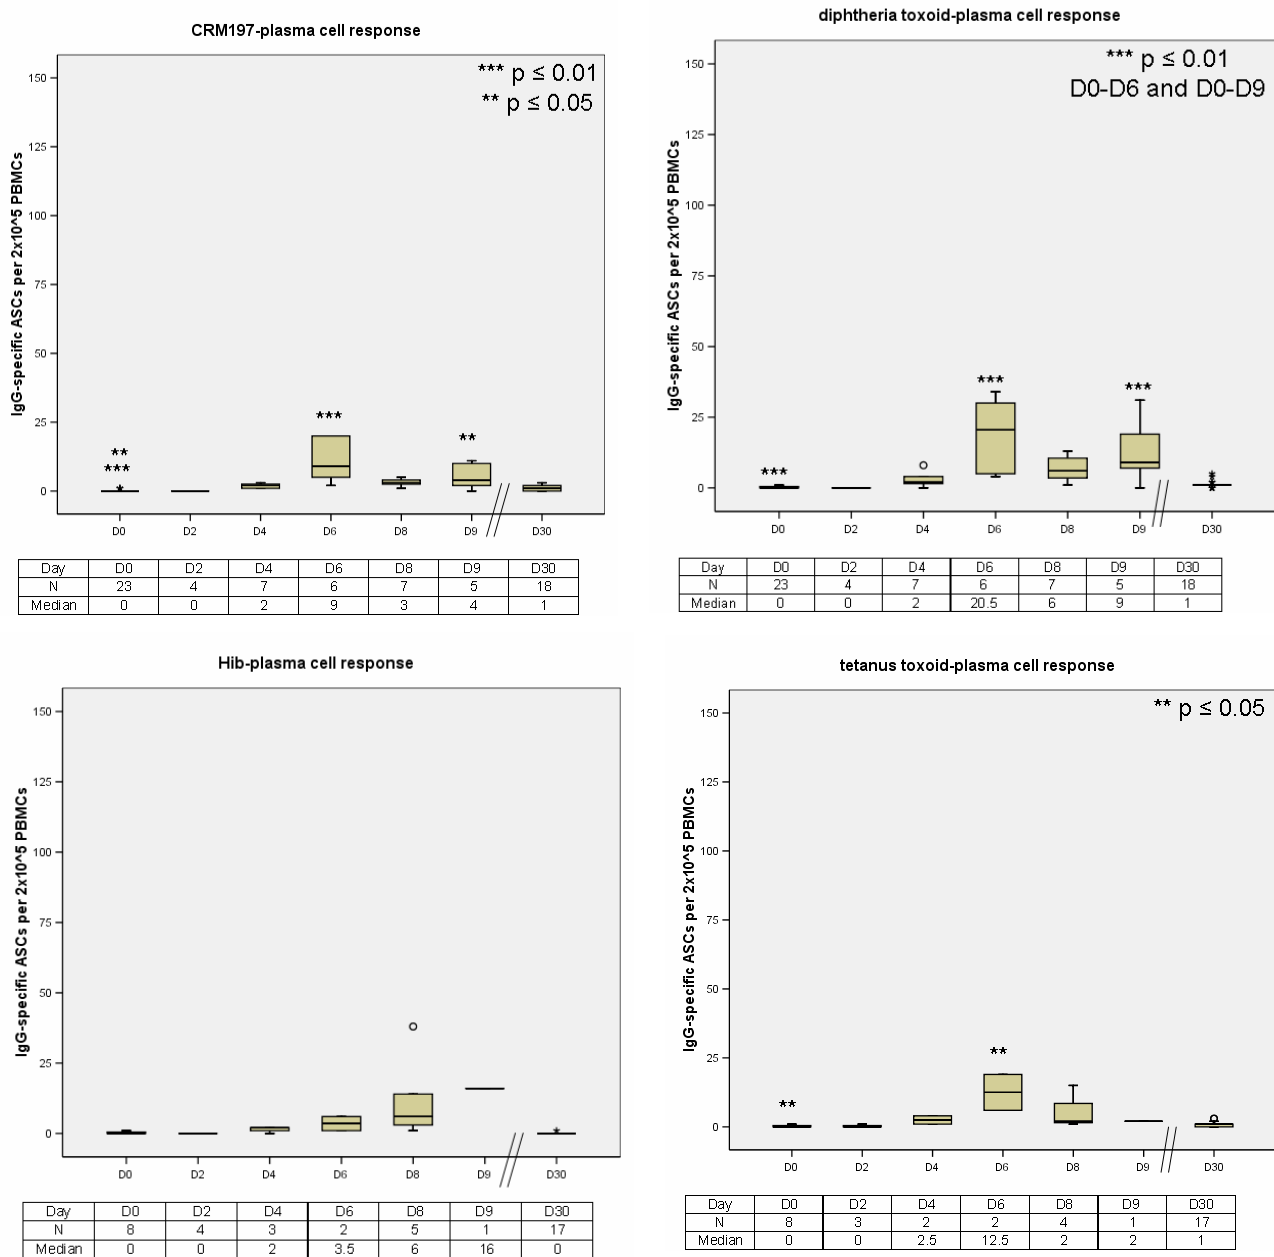 CRM197-plasma cell response
*** p ≤ 0.01
** p ≤ 0.05
IgG-specific ASCs per 2x10^5 PBMCs
150
125
100
75
50
25
0
**
***
***
**
D0 D2 D4 D6 D8 D9 D30
Day D0 D2 D4 D6 D8 D9 D30
N 23 4 7 6 7 5 18
Median 0 0 2 9 3 4 1
diphtheria toxoid-plasma cell response
*** p ≤ 0.01
D0-D6 and D0-D9
IgG-specific ASCs per 2x10^5 PBMCs
150
125
100
75
50
25
0
***
***
***
D0 D2 D4 D6 D8 D9 D30
Day D0 D2 D4 D6 D8 D9 D30
N 23 4 7 6 7 5 18
Median 0 0 2 20.5 6 9 1
Hib-plasma cell response
IgG-specific ASCs per 2x10^5 PBMCs
150
125
100
75
50
25
0
D0 D2 D4 D6 D8 D9 D30
Day D0 D2 D4 D6 D8 D9 D30
N 8 4 3 2 5 1 17
Median 0 0 2 3.5 6 16 0
tetanus toxoid-plasma cell response
** p ≤ 0.05
IgG-specific ASCs per 2x10^5 PBMCs
150
125
100
75
50
25
0
**
**
D0 D2 D4 D6 D8 D9 D30
Day D0 D2 D4 D6 D8 D9 D30
N 8 3 2 2 4 1 17
Median 0 0 2.5 12.5 2 2 1